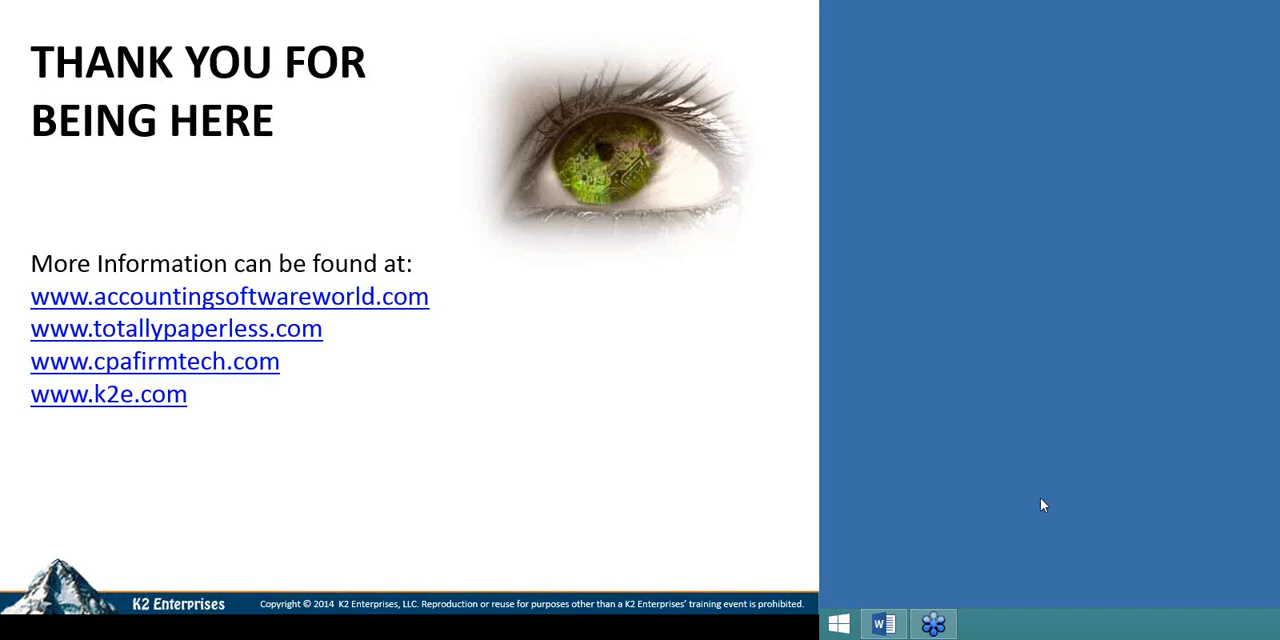 THANK YOU FOR
BEING HERE
More Information can be found at:
www.accountingsoftwareworld.com
www.totallypaperless.com
www.cpafirmtech.com
www.k2e.com
K2 Enterprises
Copyright © 2014 K2 Enterprises, LLC. Reproduction or reuse for purposes other than a K2 Enterprises' training event is prohibited.
W